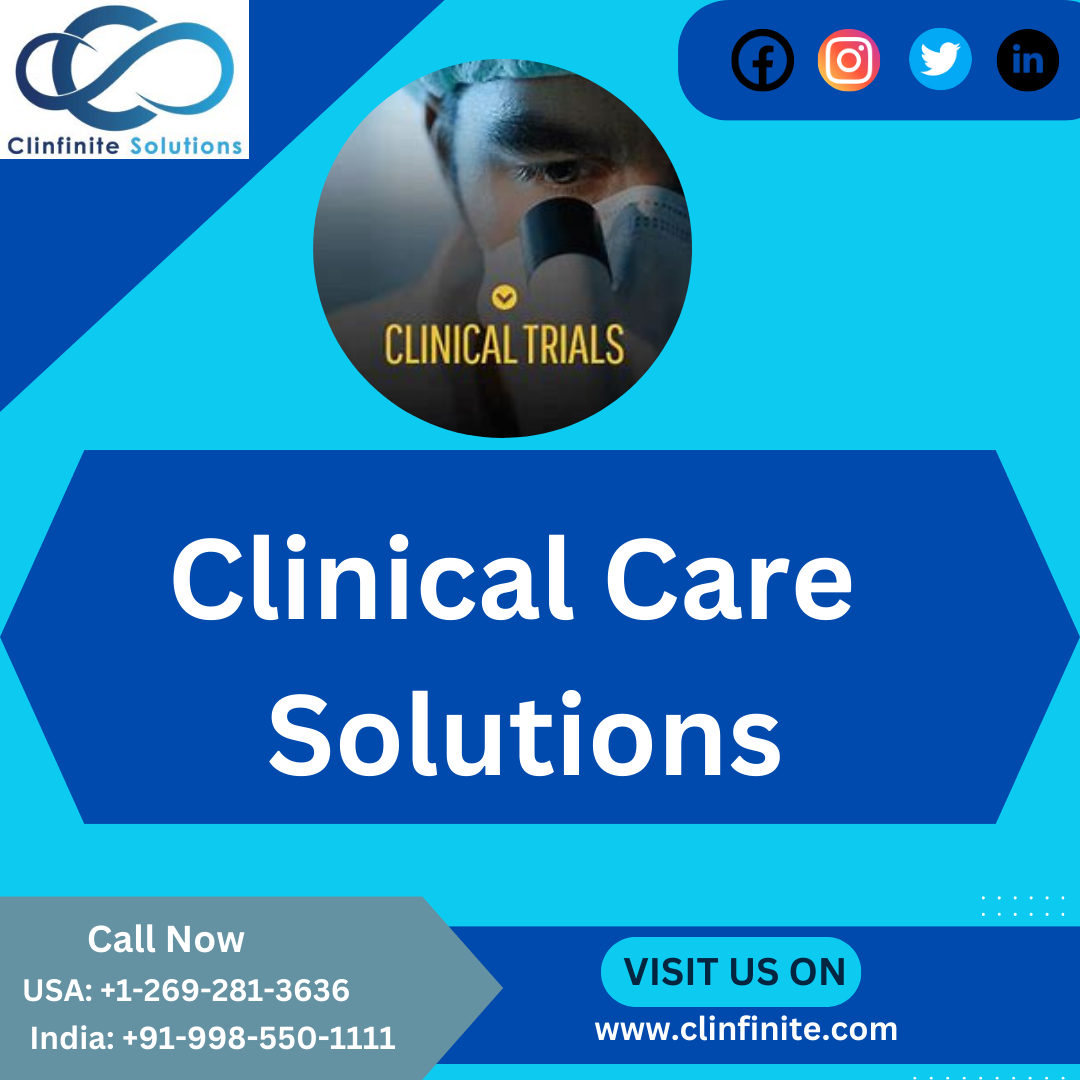 Clinfinite Solutions
CLINICAL TRIALS
Clinical Care
Solutions
Call Now
USA: +1-269-281-3636
India: +91-998-550-1111
VISIT US ON
www.clinfinite.com